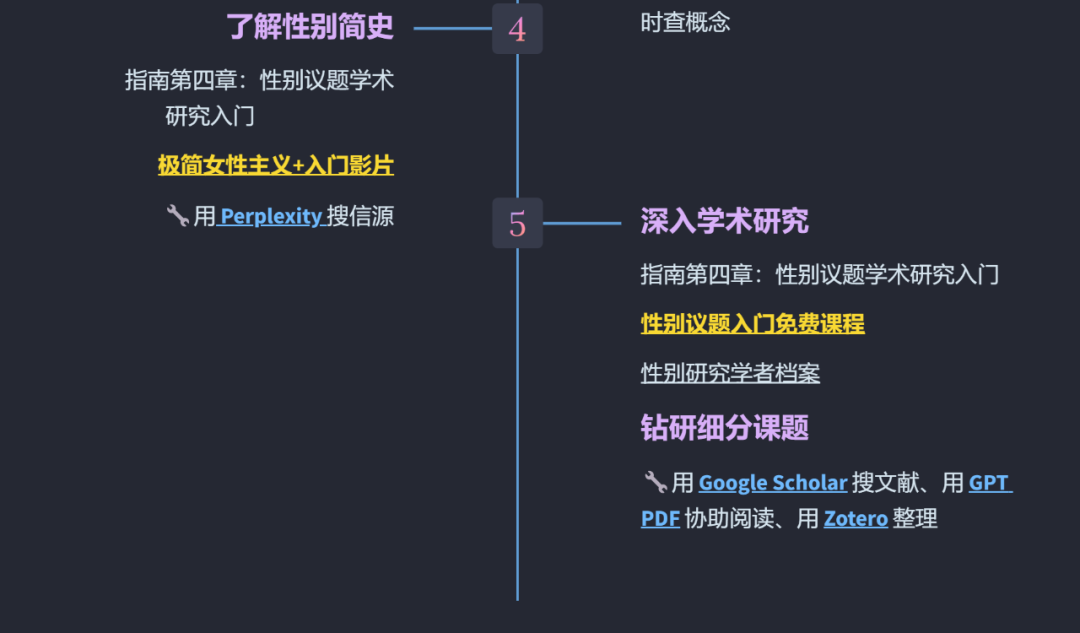 时查概念
了解性别简史
4
指南第四章：性别议题学术
研究入门
极简女性主义+入门影片
用 Perplexity 搜信源
5
深入学术研究
指南第四章：性别议题学术研究入门
性别议题入门免费课程
性别研究学者档案
钻研细分课题
用 Google Scholar 搜文献、用 GPT
PDF 协助阅读、用 Zotero 整理